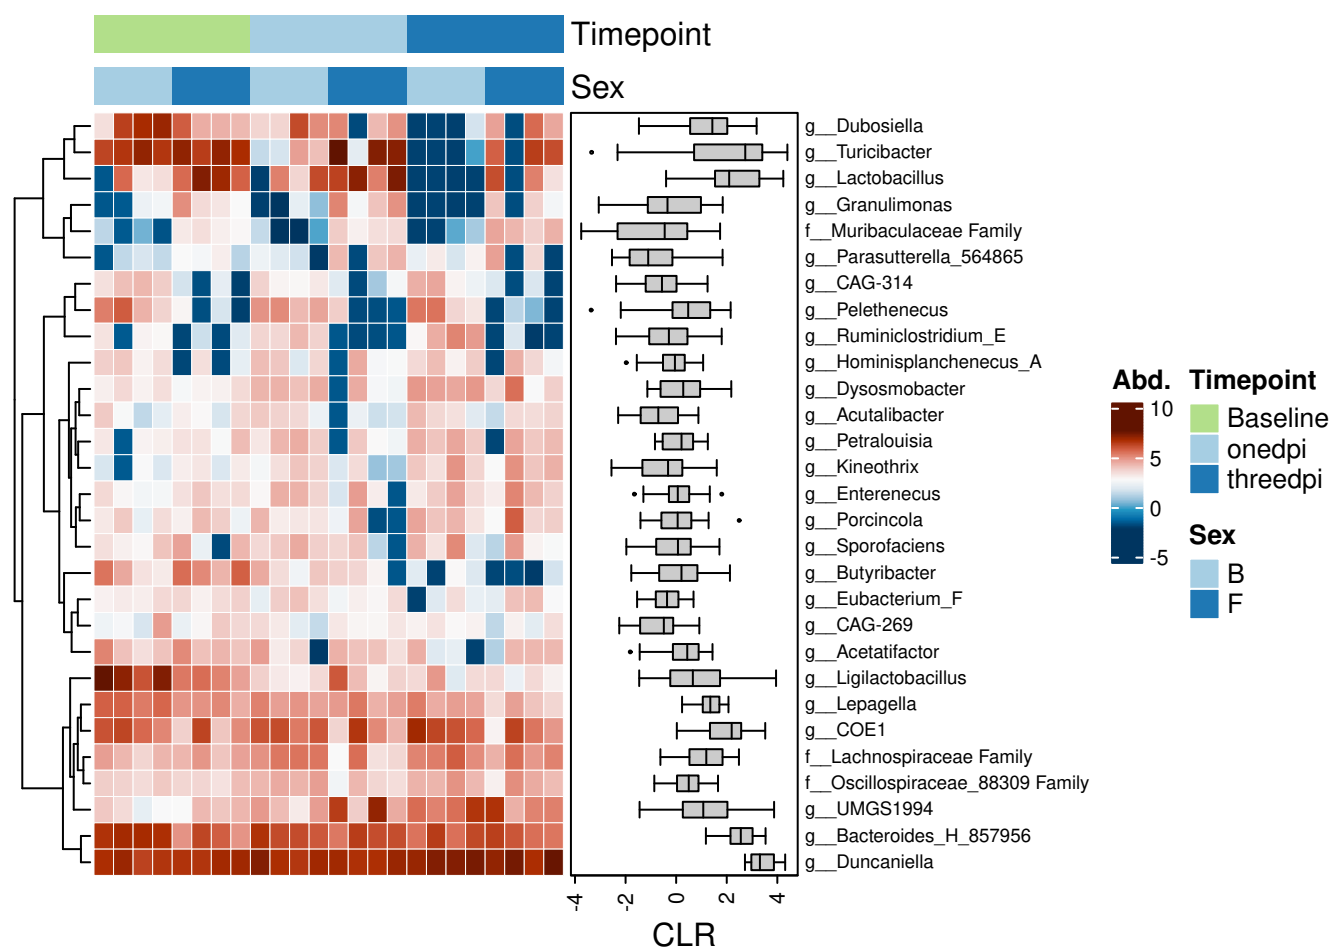 Timepoint
Sex
g__Dubosiella
g__Turicibacter
g__Lactobacillus
g__Granulimonas
f__Muribaculaceae Family
g__Parasutterella_564865
g__CAG-314
g__Pelethenecus
g__Ruminiclostridium_E
g__Hominisplanchenecus_A
g__Dysosmobacter
g__Acutalibacter
g__Petralouisia
g__Kineothrix
g__Enterenecus
g__Porcincola
g__Sporofaciens
g__Butyribacter
g__Eubacterium_F
g__CAG-269
g__Acetatifactor
g__Ligilactobacillus
g__Lepagella
g__COE1
f__Lachnospiraceae Family
f__Oscillospiraceae_88309 Family
g__UMGS1994
g__Bacteroides_H_857956
g__Duncaniella
-4 -2 0 2 4
CLR
Abd.
10
5
0
-5
Timepoint
Baseline
onedpi
threedpi
Sex
B
F